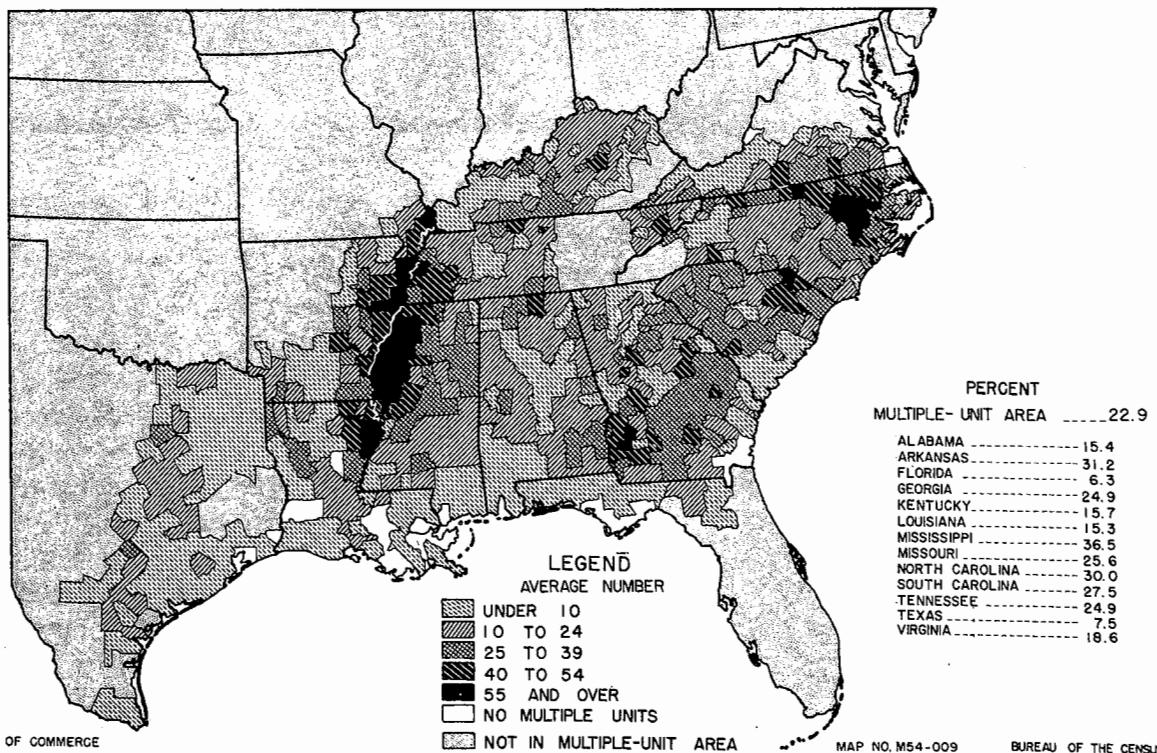 PERCENT
MULTIPLE-UNIT AREA ____22.9
ALABAMA ------------ 15.4
ARKANSAS ------------ 31.2
FLORIDA ------------ 6.3
GEORGIA ------------ 24.9
KENTUCKY ------------ 15.7
LOUISIANA ------------ 15.3
MISSISSIPPI ------------ 36.5
MISSOURI ------------ 25.6
NORTH CAROLINA --------- 30.0
SOUTH CAROLINA --------- 27.5
TENNESSEE ------------ 24.9
TEXAS ------------ 7.5
VIRGINIA ------------ 18.6
LEGEND
AVERAGE NUMBER
UNDER 10
10 TO 24
25 TO 39
40 TO 54
55 AND OVER
NO MULTIPLE UNITS
NOT IN MULTIPLE-UNIT AREA
OF COMMERCE
MAP NO. M54-009
BUREAU OF THE CENSU